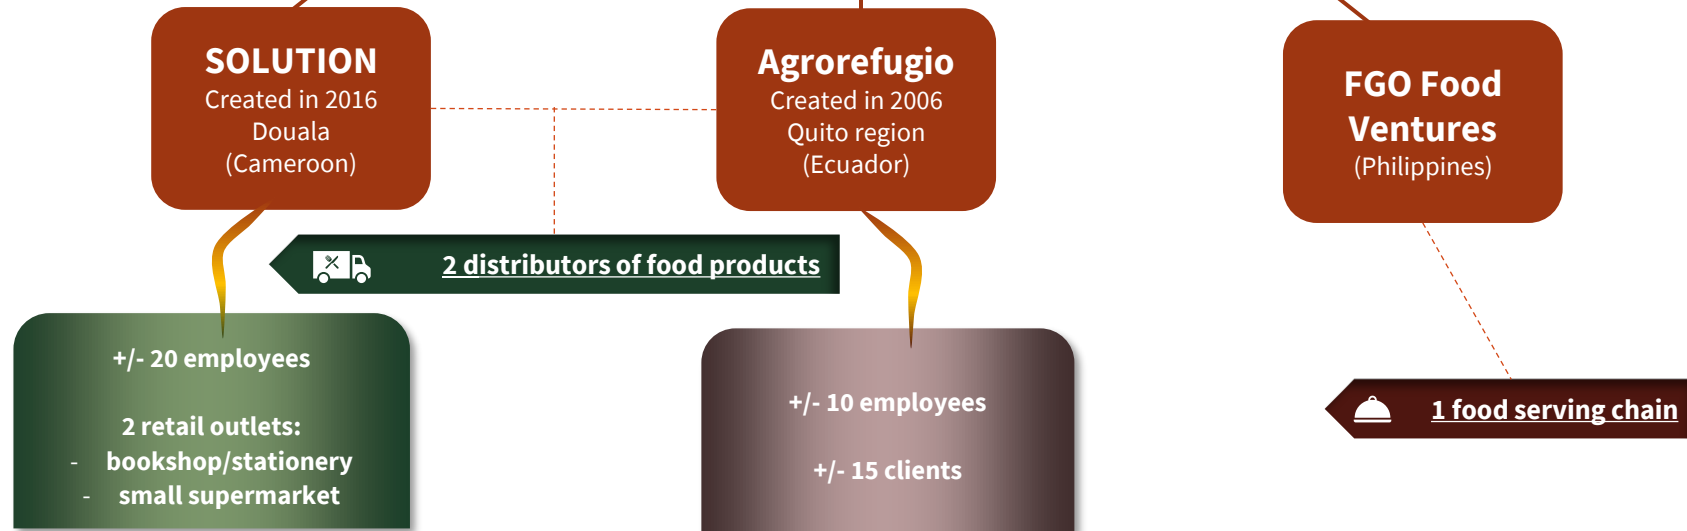 SOLUTION
Created in 2016
Douala
(Cameroon)
Agrorefugio
Created in 2006
Quito region
(Ecuador)
FGO Food
Ventures
(Philippines)
2 distributors of food products
+/- 20 employees
2 retail outlets:
- bookshop/stationery
- small supermarket
+/- 10 employees
+/- 15 clients
1 food serving chain